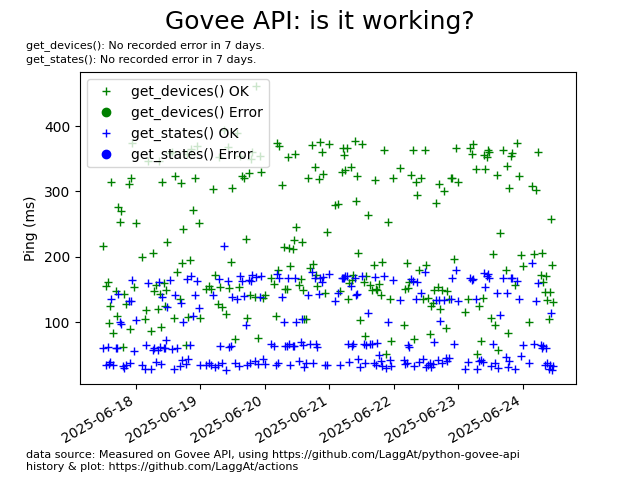 Govee API: is it working?
get_devices(): No recorded error in 7 days.
get_states(): No recorded error in 7 days.
get_devices() OK
get_devices() Error
get_states() OK
get_states() Error
Ping (ms)
400
300
200
100
2025-06-18
2025-06-19
2025-06-20
2025-06-21
2025-06-22
2025-06-23
2025-06-24
data source: Measured on Govee API, using https://github.com/LaggAt/python-govee-api
history & plot: https://github.com/LaggAt/actions